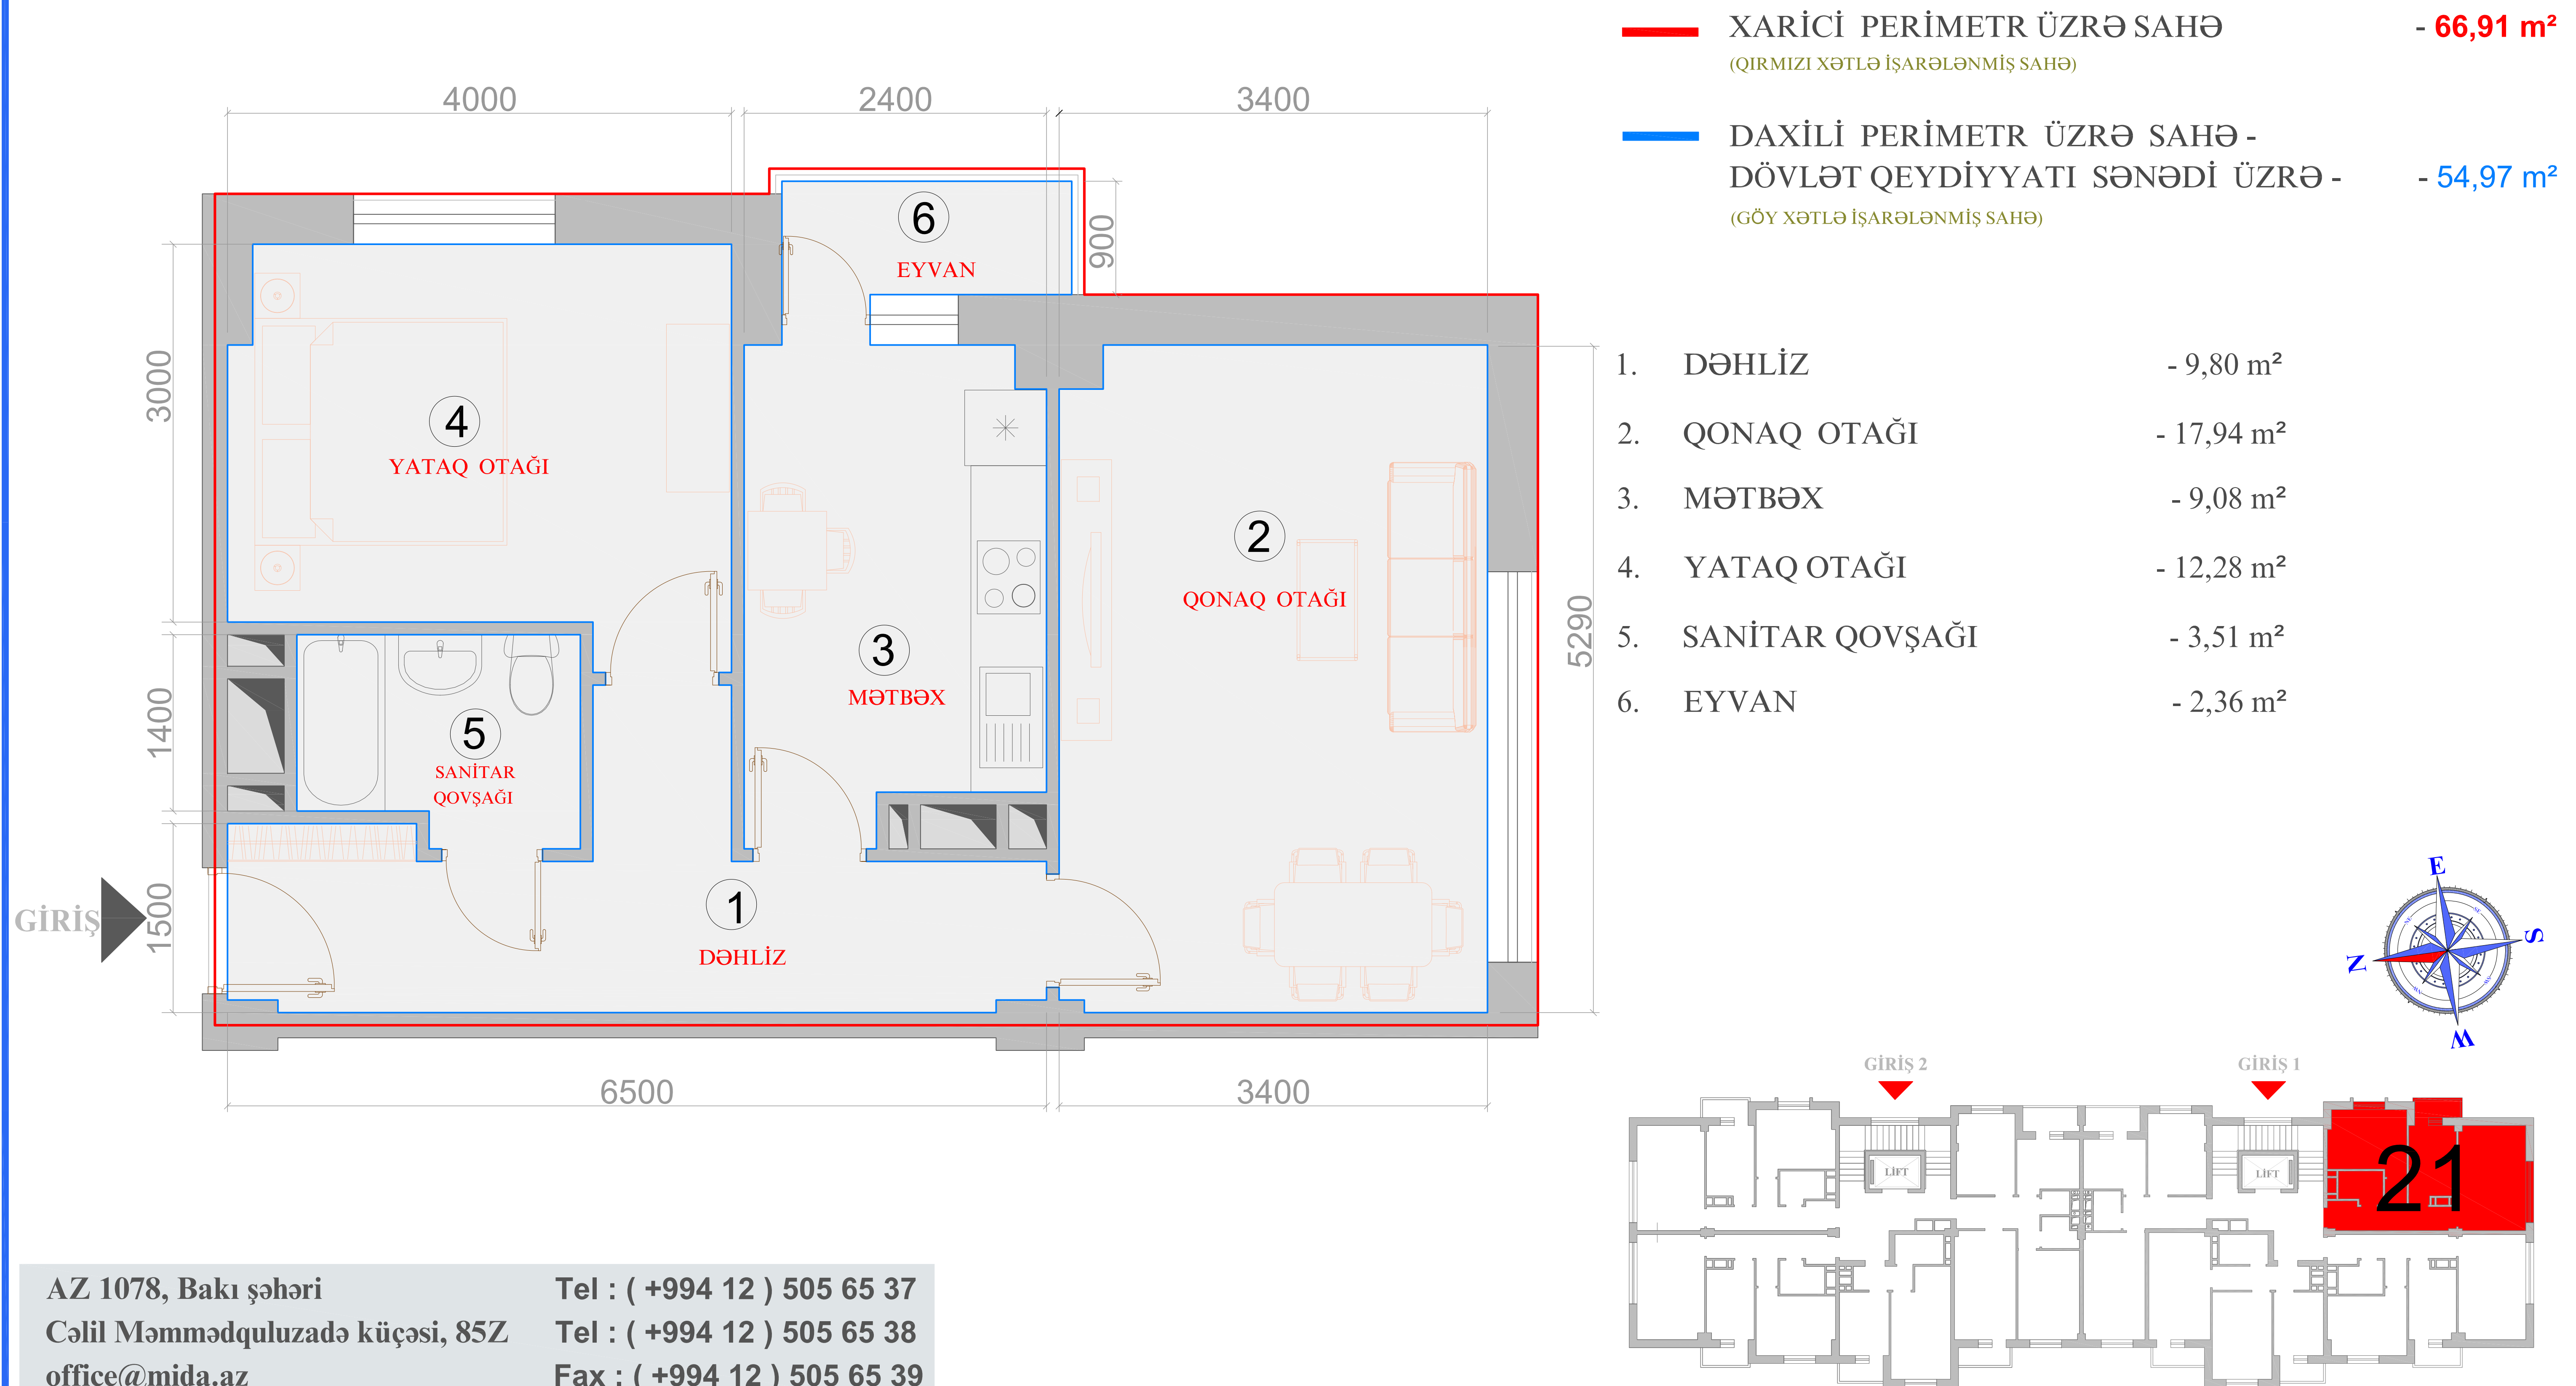 XARİCİ PERİMETR ÜZRƏ SAHƏ - 66,91 m²
(QIRMIZI XƏTLƏ İŞARƏLƏNMİŞ SAHƏ)
DAXİLİ PERİMETR ÜZRƏ SAHƏ -
DÖVLƏT QEYDİYYATI SƏNƏDİ ÜZRƏ - - 54,97 m²
(GÖY XƏTLƏ İŞARƏLƏNMİŞ SAHƏ)
4000 2400 3400
6
EYVAN
900
3000
4
YATAQ OTAĞI
2
QONAQ OTAĞI
5290
3
MƏTBƏX
1400
5
SANİTAR
QOVŞAĞI
GİRİŞ
1500
1
DƏHLİZ
6500 3400
1. DƏHLİZ - 9,80 m²
2. QONAQ OTAĞI - 17,94 m²
3. MƏTBƏX - 9,08 m²
4. YATAQ OTAĞI - 12,28 m²
5. SANİTAR QOVŞAĞI - 3,51 m²
6. EYVAN - 2,36 m²
E
S
N
W
GİRİŞ 2 GİRİŞ 1
LİFT LİFT
21
AZ 1078, Bakı şəhəri Tel : ( +994 12 ) 505 65 37
Cəlil Məmmədquluzadə küçəsi, 85Z Tel : ( +994 12 ) 505 65 38
office@mida.az Fax : ( +994 12 ) 505 65 39